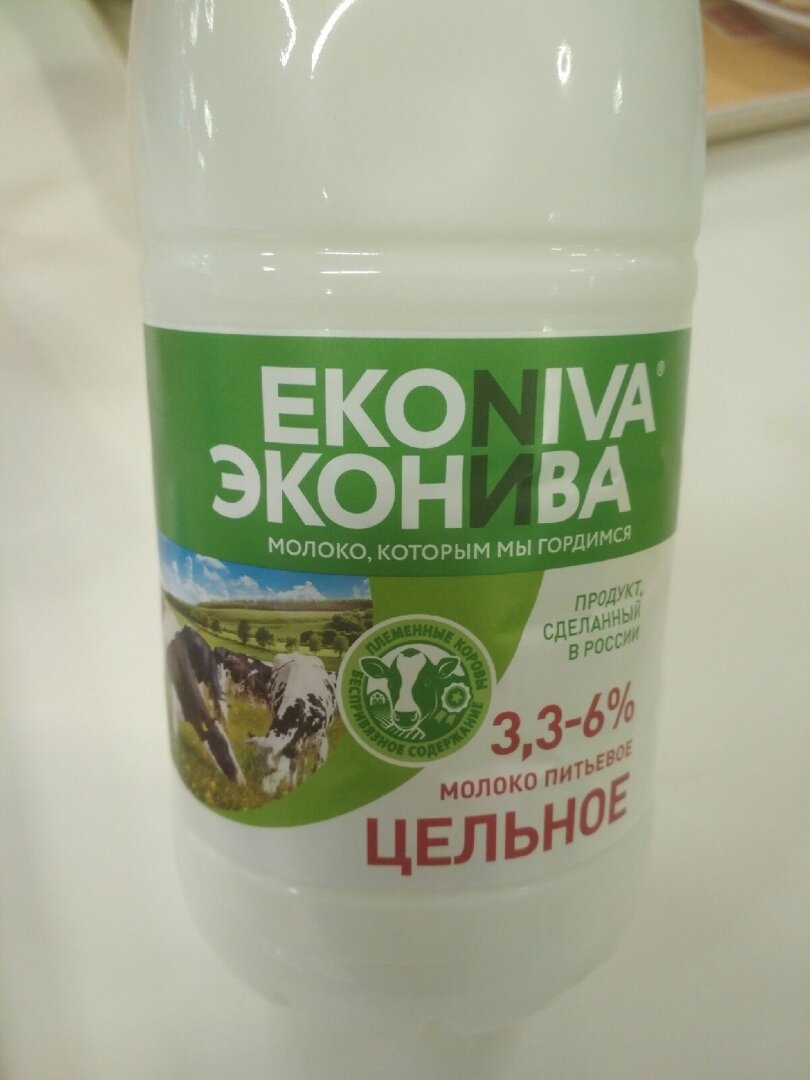 EKONIVA®
ЭКОНИВА
МОЛОКО, КОТОРЫМ МЫ ГОРДИМСЯ
ПРОДУКТ,
СДЕЛАННЫЙ
В РОССИИ
ПЛЕМЕННЫЕ КОРОВЫ
БЕСПРИВЯЗНОЕ СОДЕРЖАНИЕ
3,3-6%
МОЛОКО ПИТЬЕВОЕ
ЦЕЛЬНОЕ